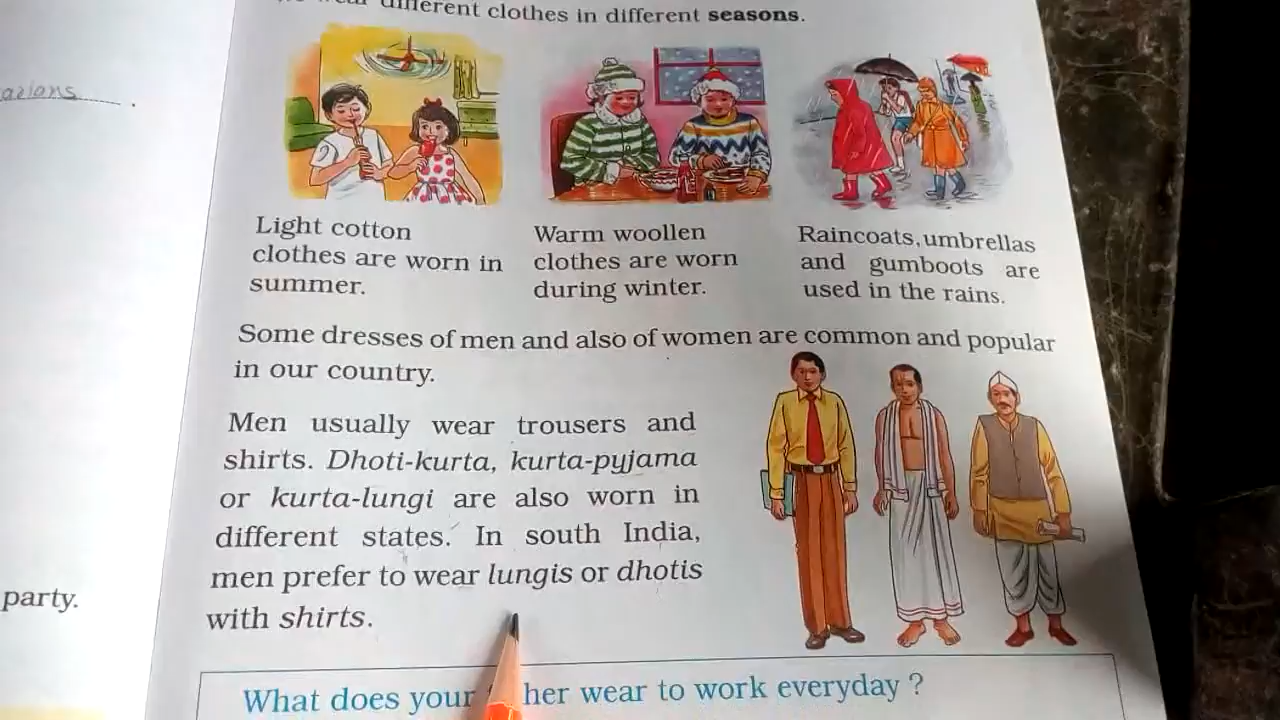 different clothes in different seasons.
arians
Light cotton
clothes are worn in
summer.
Warm woollen
clothes are worn
during winter.
Raincoats, umbrellas
and gumboots are
used in the rains.
Some dresses of men and also of women are common and popular
in our country.
Men usually wear trousers and
shirts. Dhoti-kurta, kurta-pyjama
or kurta-lungi are also worn in
different states. In south India,
men prefer to wear lungis or dhotis
with shirts.
party.
What does your her wear to work everyday ?